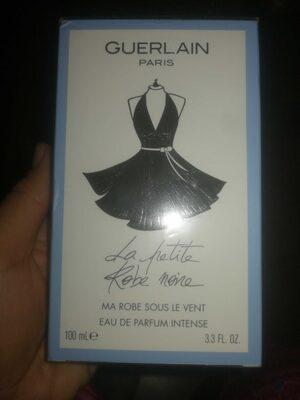 GUERLAIN
PARIS
La petite
Robe noire
MA ROBE SOUS LE VENT
EAU DE PARFUM INTENSE
100 mL℮ 3.3 FL. OZ.